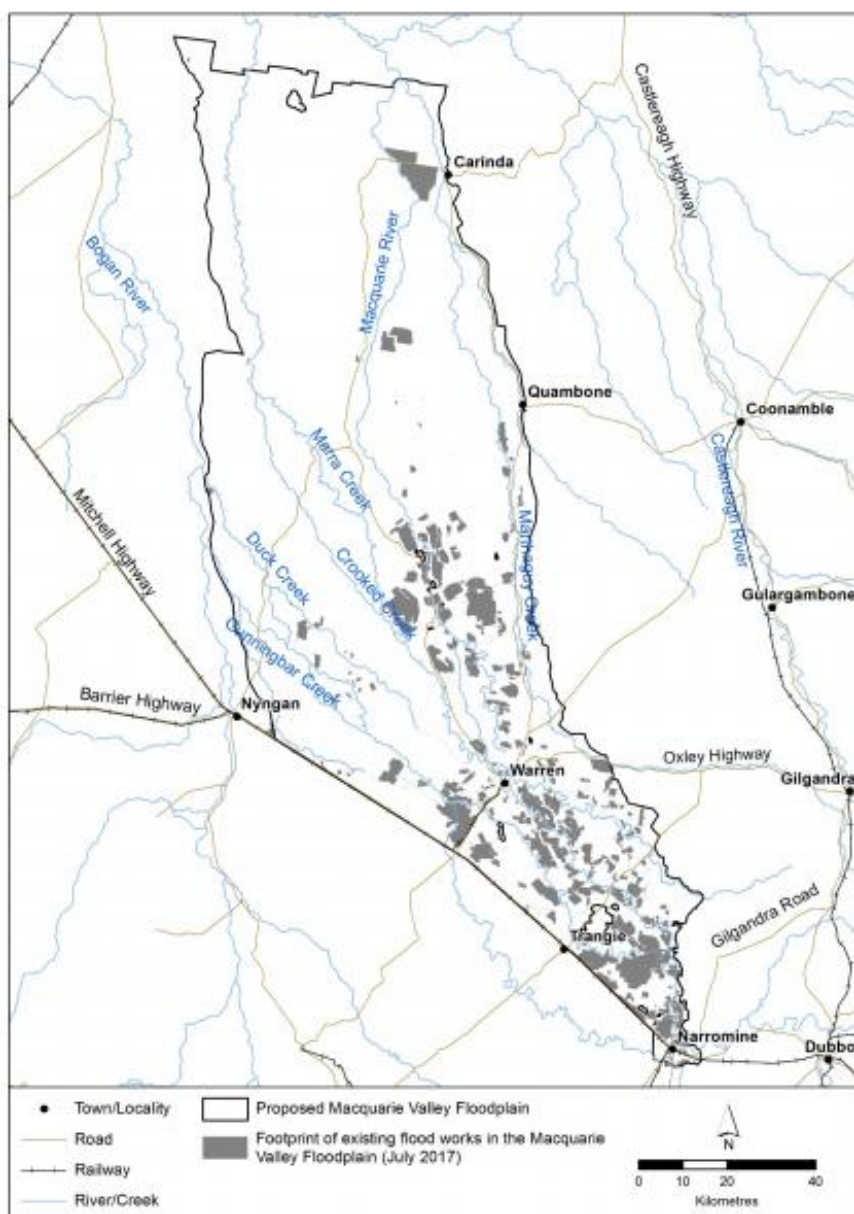 Castlereagh Highway
Carinda
Bogan River
Macquarie River
Quambone
Coonamble
Castlereagh River
Marra Creek
Mitchell Highway
Duck Creek
Crooked Creek
Marthaguy Creek
Gulargambone
Gunningbar Creek
Barrier Highway
Nyngan
Oxley Highway
Warren
Gilgandra
Gilgandra Road
Trangie
Narromine
Dubbo
Town/Locality
Road
Railway
River/Creek
Proposed Macquarie Valley Floodplain
Footprint of existing flood works in the Macquarie
Valley Floodplain (July 2017)
N
0 10 20 40
Kilometres